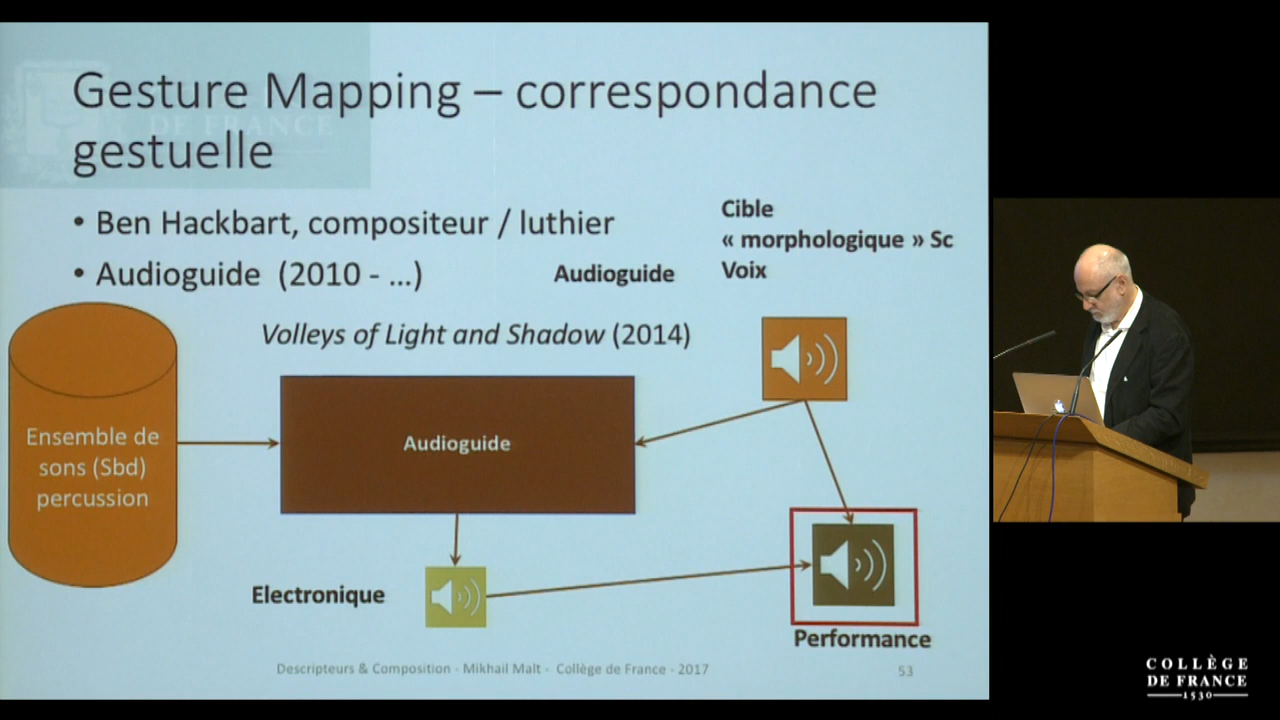 Gesture Mapping – correspondance
gestuelle
DE FRANCE
• Ben Hackbart, compositeur / luthier
• Audioguide (2010 - ...)
Audioguide
Cible
« morphologique » Sc
Voix
Volleys of Light and Shadow (2014)
Ensemble de
sons (Sbd)
percussion
Audioguide
Electronique
Performance
Descripteurs & Composition - Mikhail Malt - Collège de France - 2017
53
COLLÈGE
DE FRANCE
1530